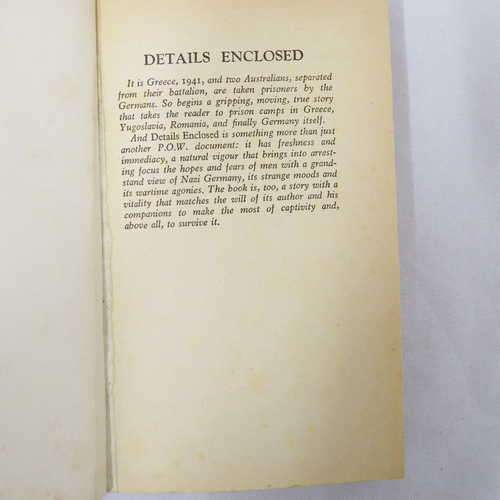 DETAILS ENCLOSED
It is Greece, 1941, and two Australians, separated
from their battalion, are taken prisoners by the
Germans. So begins a gripping, moving, true story
that takes the reader to prison camps in Greece,
Yugoslavia, Romania, and finally Germany itself.
And Details Enclosed is something more than just
another P.O.W. document: it has freshness and
immediacy, a natural vigour that brings into arrest-
ing focus the hopes and fears of men with a grand-
stand view of Nazi Germany, its strange moods and
its wartime agonies. The book is, too, a story with a
vitality that matches the will of its author and his
companions to make the most of captivity and,
above all, to survive it.